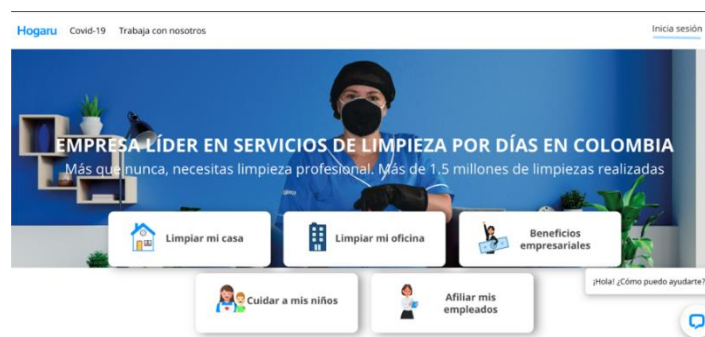 Hogaru Covid-19 Trabaja con nosotros Inicia sesión
EMPRESA LÍDER EN SERVICIOS DE LIMPIEZA POR DÍAS EN COLOMBIA
Más que nunca, necesitas limpieza profesional. Más de 1.5 millones de limpiezas realizadas
Limpiar mi casa
Limpiar mi oficina
Beneficios
empresariales
Cuidar a mis niños
Afiliar mis
empleados
¡Hola! ¿Cómo puedo ayudarte?